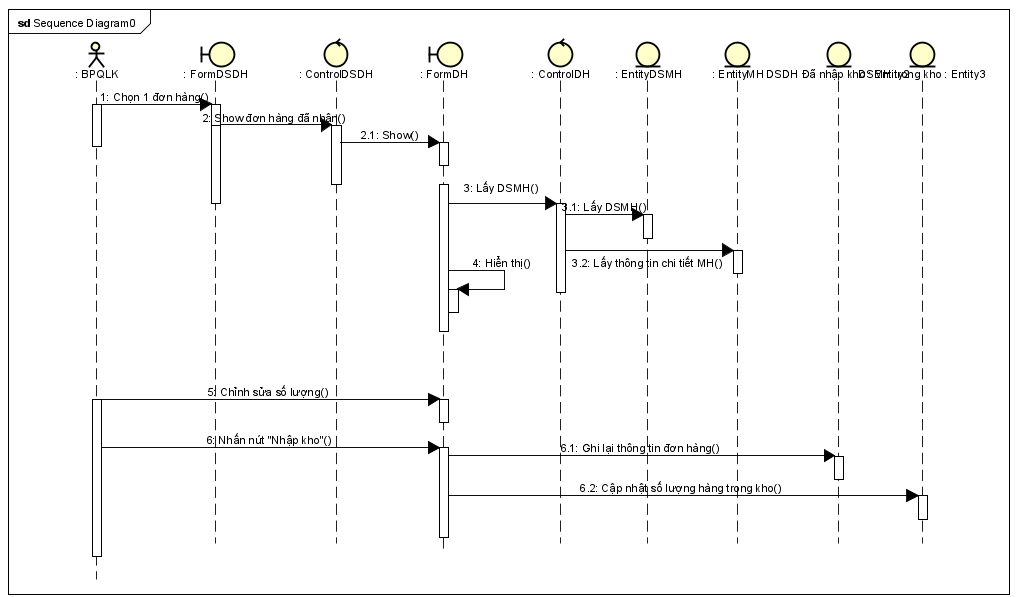 sd Sequence Diagram0
: BPQLK
: FormDSDH
: ControlDSDH
: FormDH
: ControlDH
: EntityDSMH
: EntityMH
DSDH Đã nhập kho : Entity2
DSMH trong kho : Entity3
1: Chọn 1 đơn hàng()
2: Show đơn hàng đã nhận()
2.1: Show()
3: Lấy DSMH()
3.1: Lấy DSMH()
3.2: Lấy thông tin chi tiết MH()
4: Hiển thị()
5: Chỉnh sửa số lượng()
6: Nhấn nút "Nhập kho"()
6.1: Ghi lại thông tin đơn hàng()
6.2: Cập nhật số lượng hàng trong kho()